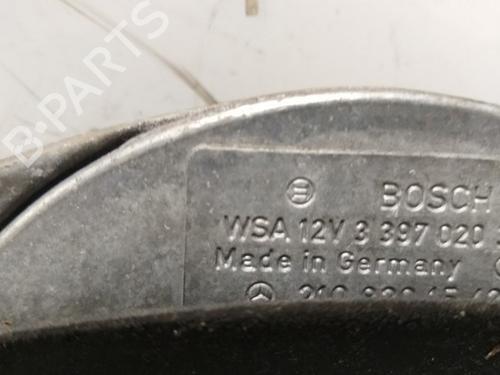 B-PARTS
BOSCH
WSA 12V 3 397 020
Made in Germany